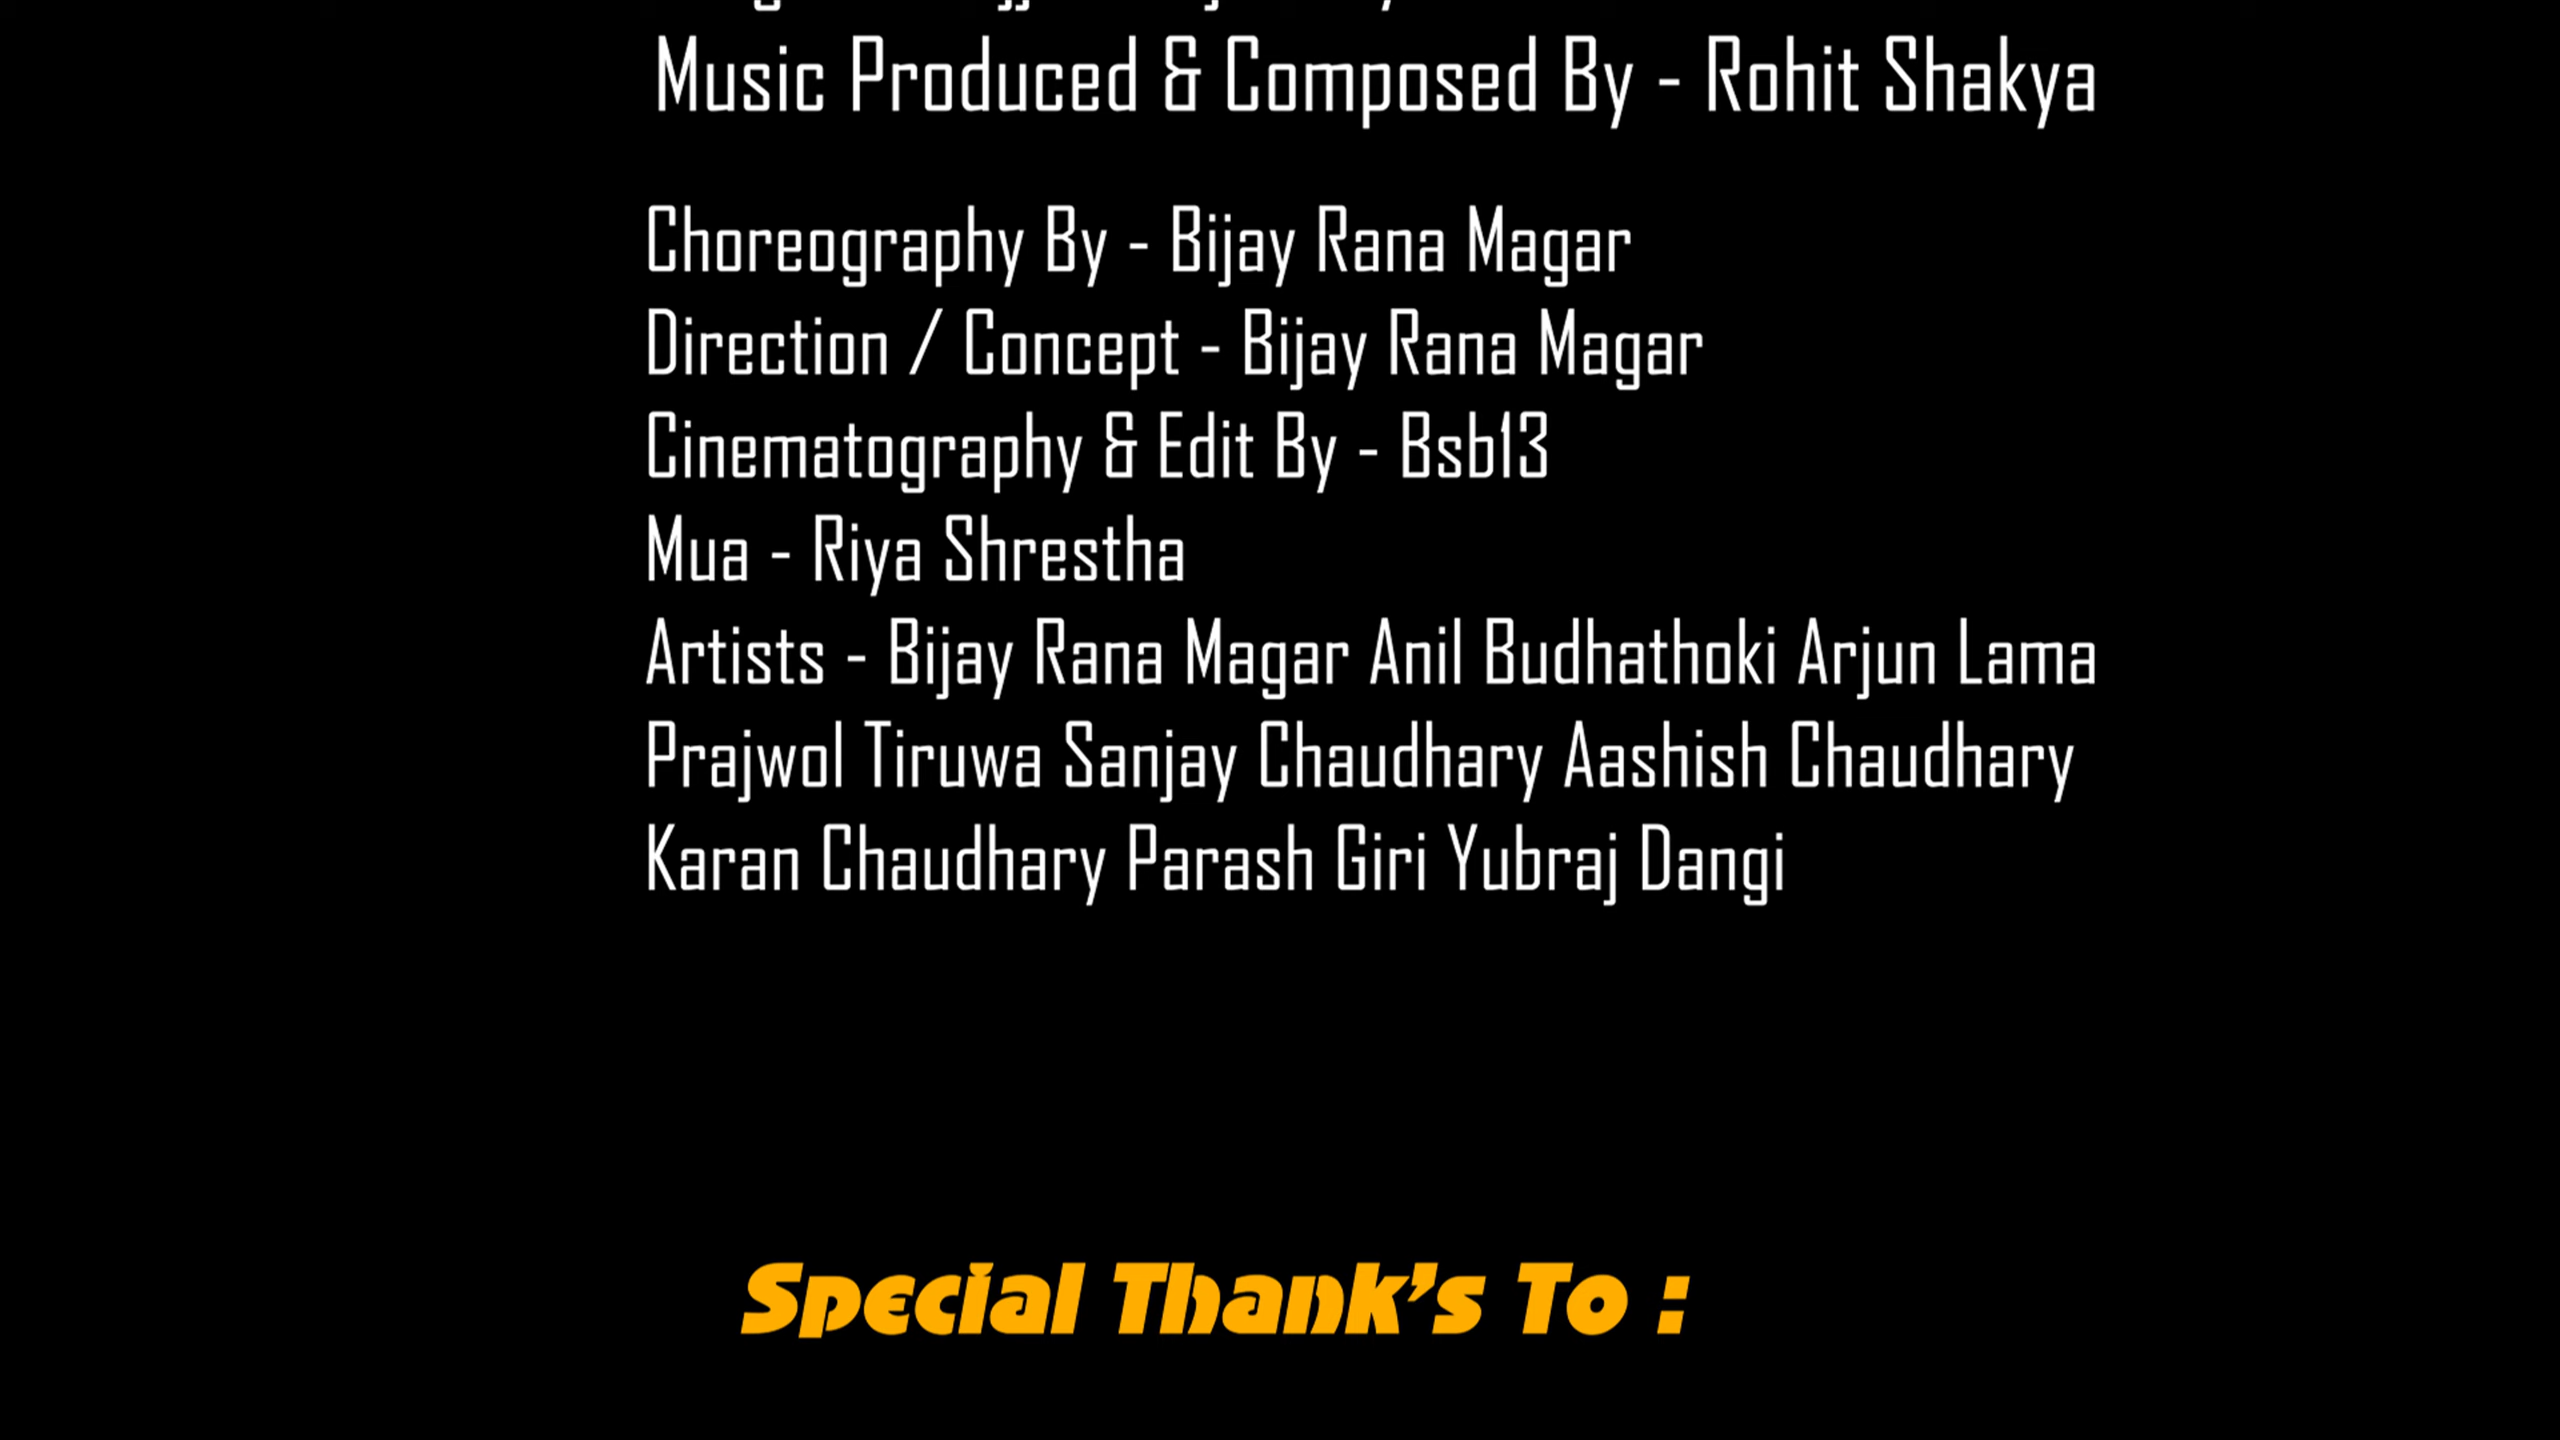 Music Produced & Composed By - Rohit Shakya
Choreography By - Bijay Rana Magar
Direction / Concept - Bijay Rana Magar
Cinematography & Edit By - Bsb13
Mua - Riya Shrestha
Artists - Bijay Rana Magar Anil Budhathoki Arjun Lama
Prajwol Tiruwa Sanjay Chaudhary Aashish Chaudhary
Karan Chaudhary Parash Giri Yubraj Dangi
Special Thank’s To :